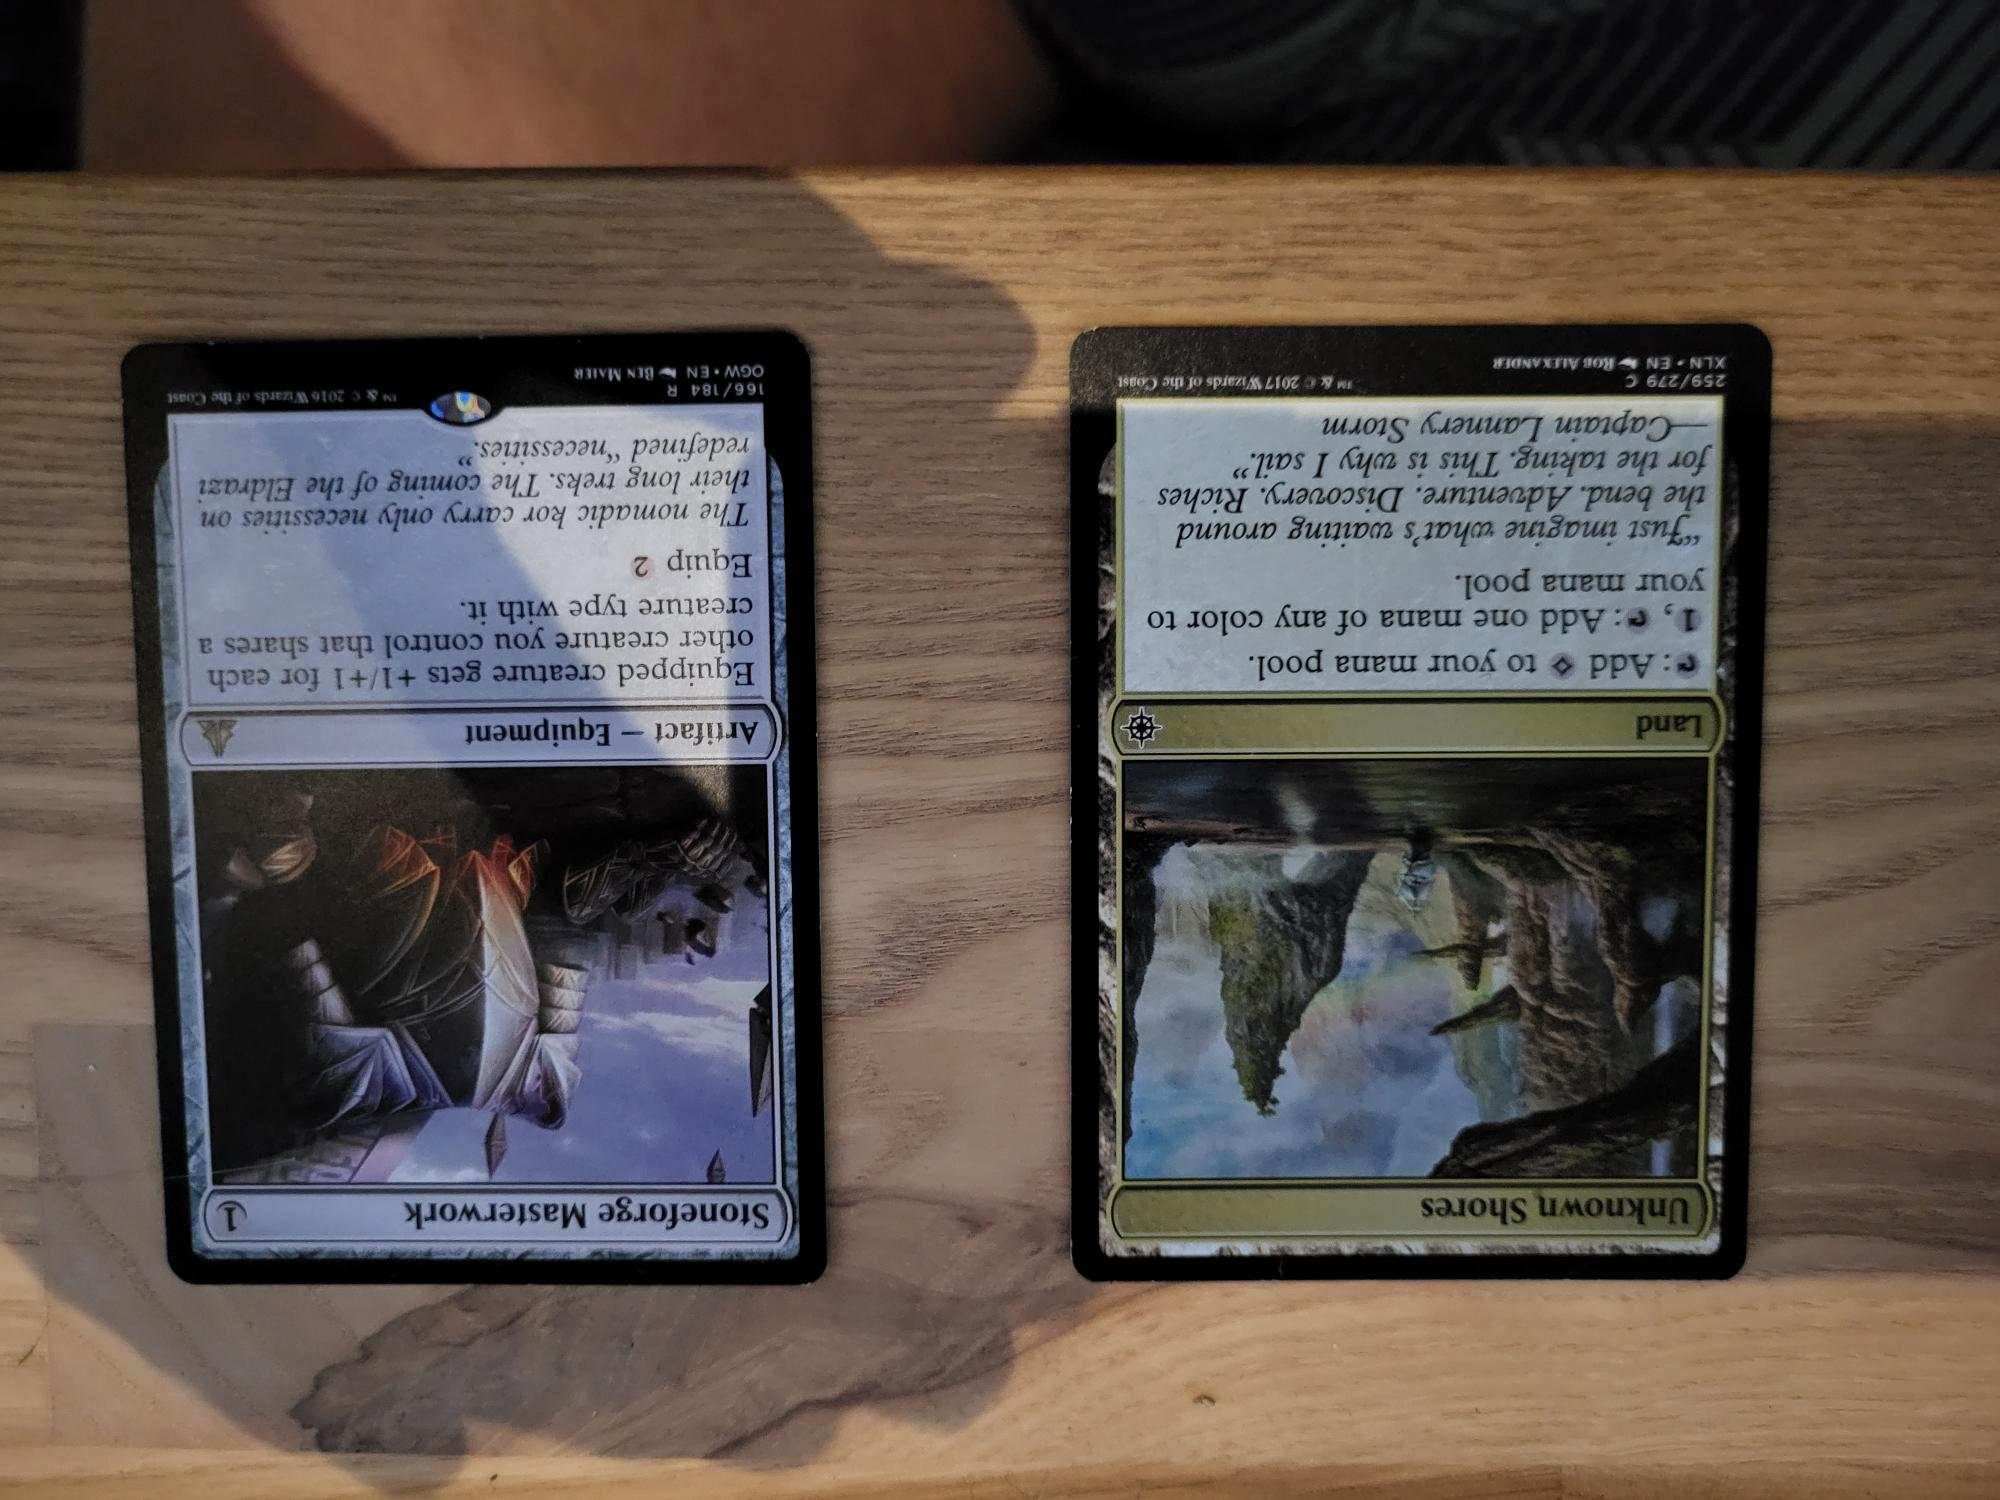 Unknown Shores
Land
: Add to your mana pool.
1, : Add one mana of any color to
your mana pool.
“Just imagine what's waiting around
the bend. Adventure. Discovery. Riches
for the taking. This is why I sail.”
—Captain Lannery Storm
259/279 C
XLN • EN ROB ALEXANDER
™ & © 2017 Wizards of the Coast
Stoneforge Masterwork
1
Artifact — Equipment
Equipped creature gets +1/+1 for each
other creature you control that shares a
creature type with it.
Equip 2
The nomadic kor carry only necessities on
their long treks. The coming of the Eldrazi
redefined “necessities.”
166/184 R
OGW • EN BEN MAIER
™ & © 2016 Wizards of the Coast